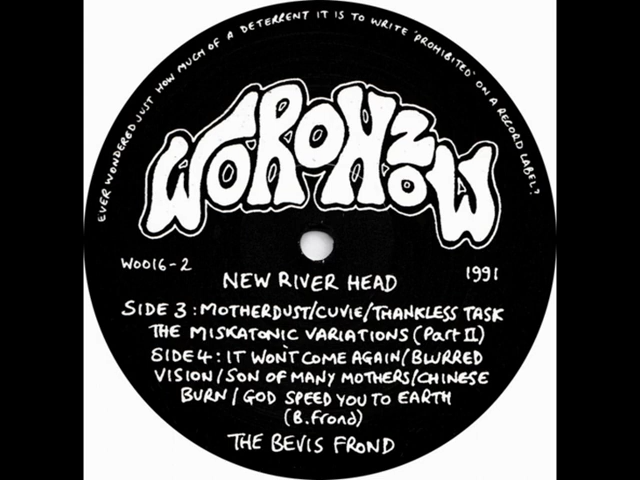 EVER WONDERED JUST HOW MUCH OF A DETERRENT IT IS TO WRITE 'PROHIBITED' ON A RECORD LABEL?
WORONZOW
WOO16-2
1991
NEW RIVER HEAD
SIDE 3: MOTHERDUST/CUVIE/THANKLESS TASK
THE MISKATONIC VARIATIONS (Part II)
SIDE 4: IT WON'T COME AGAIN/BLURRED
VISION/SON OF MANY MOTHERS/CHINESE
BURN/GOD SPEED YOU TO EARTH
(B.Frond)
THE BEVIS FROND